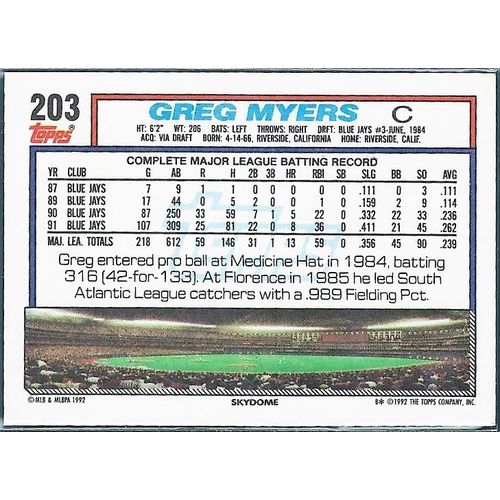 203
Topps
GREG MYERS C
HT: 6'2" WT: 205 BATS: LEFT THROWS: RIGHT DRFT: BLUE JAYS #3-JUNE, 1984
ACQ: VIA DRAFT BORN: 4-14-66, RIVERSIDE, CALIFORNIA HOME: RIVERSIDE, CALIF.
COMPLETE MAJOR LEAGUE BATTING RECORD
YR CLUB G AB R H 2B 3B HR RBI SB SLG BB SO AVG
87 BLUE JAYS 7 9 1 1 0 0 0 0 0 .111 0 3 .111
89 BLUE JAYS 17 44 0 5 2 0 0 1 0 .159 2 9 .114
90 BLUE JAYS 87 250 33 59 7 1 5 22 0 .332 22 33 .236
91 BLUE JAYS 107 309 25 81 22 0 8 36 0 .411 21 45 .262
MAJ. LEA. TOTALS 218 612 59 146 31 1 13 59 0 .356 45 90 .239
Greg entered pro ball at Medicine Hat in 1984, batting
.316 (42-for-133). At Florence in 1985 he led South
Atlantic League catchers with a .989 Fielding Pct.
© MLB & MLBPA 1992 SKYDOME B* © 1992 THE TOPPS COMPANY, INC.